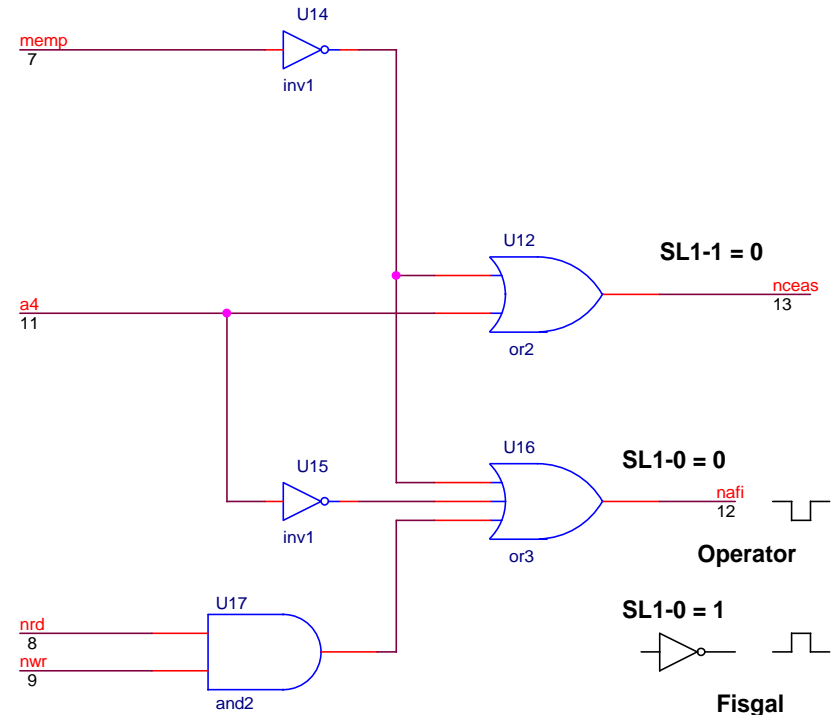 U14
memp
7
inv1
U12
SL1-1 = 0
nceas
13
a4
11
or2
U16
SL1-0 = 0
U15
nafi
12
inv1
or3
Operator
U17
SL1-0 = 1
nrd
8
nwr
9
and2
Fisgal